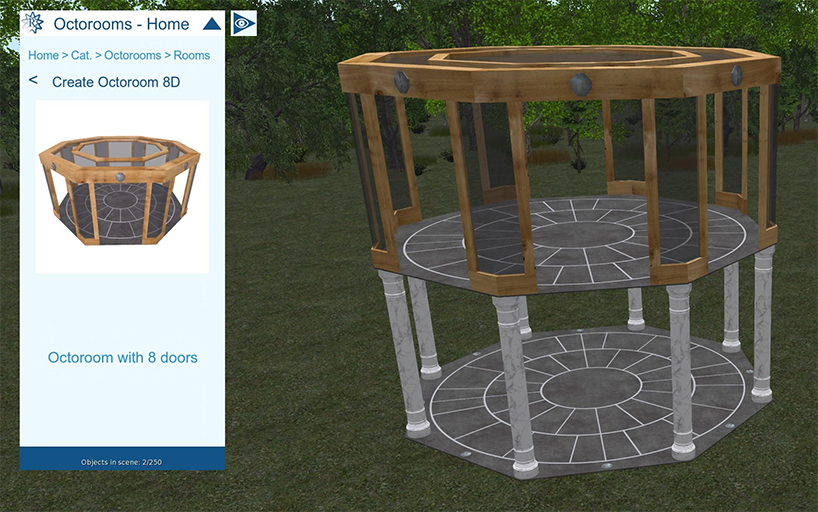 Octorooms - Home
Home > Cat. > Octorooms > Rooms
< Create Octoroom 8D
Octoroom with 8 doors
Objects in scene: 2/250